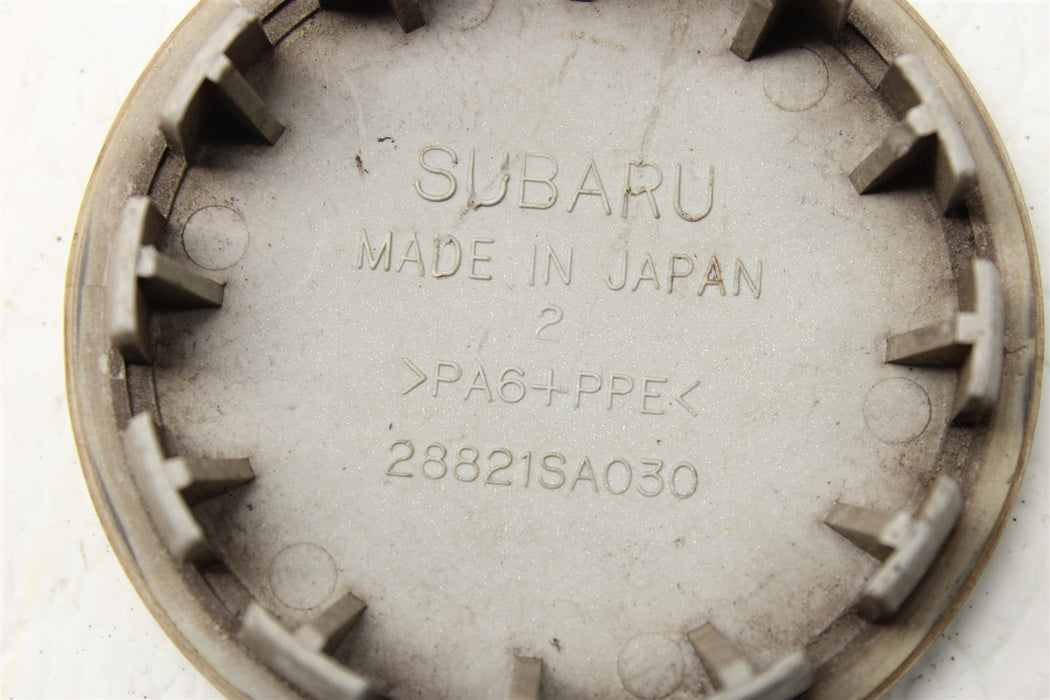 SUBARU
MADE IN JAPAN
2
>PA6+PPE<
28821SA030